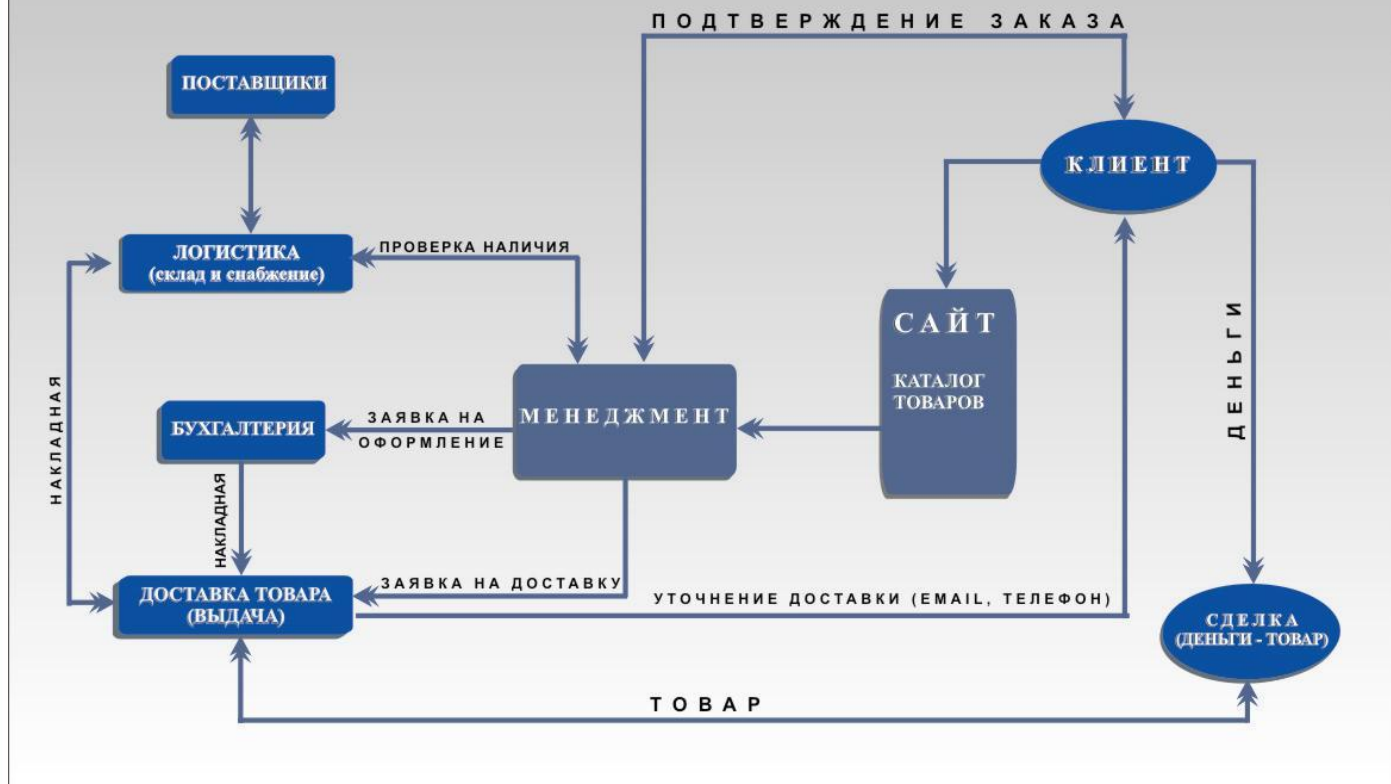 ПОДТВЕРЖДЕНИЕ ЗАКАЗА
ПОСТАВЩИКИ
КЛИЕНТ
ЛОГИСТИКА
(склад и снабжение)
ПРОВЕРКА НАЛИЧИЯ
САЙТ
КАТАЛОГ
ТОВАРОВ
ДЕНЬГИ
НАКЛАДНАЯ
БУХГАЛТЕРИЯ
ЗАЯВКА НА
ОФОРМЛЕНИЕ
МЕНЕДЖМЕНТ
НАКЛАДНАЯ
ДОСТАВКА ТОВАРА
(ВЫДАЧА)
ЗАЯВКА НА ДОСТАВКУ
УТОЧНЕНИЕ ДОСТАВКИ (EMAIL, ТЕЛЕФОН)
СДЕЛКА
(ДЕНЬГИ - ТОВАР)
ТОВАР